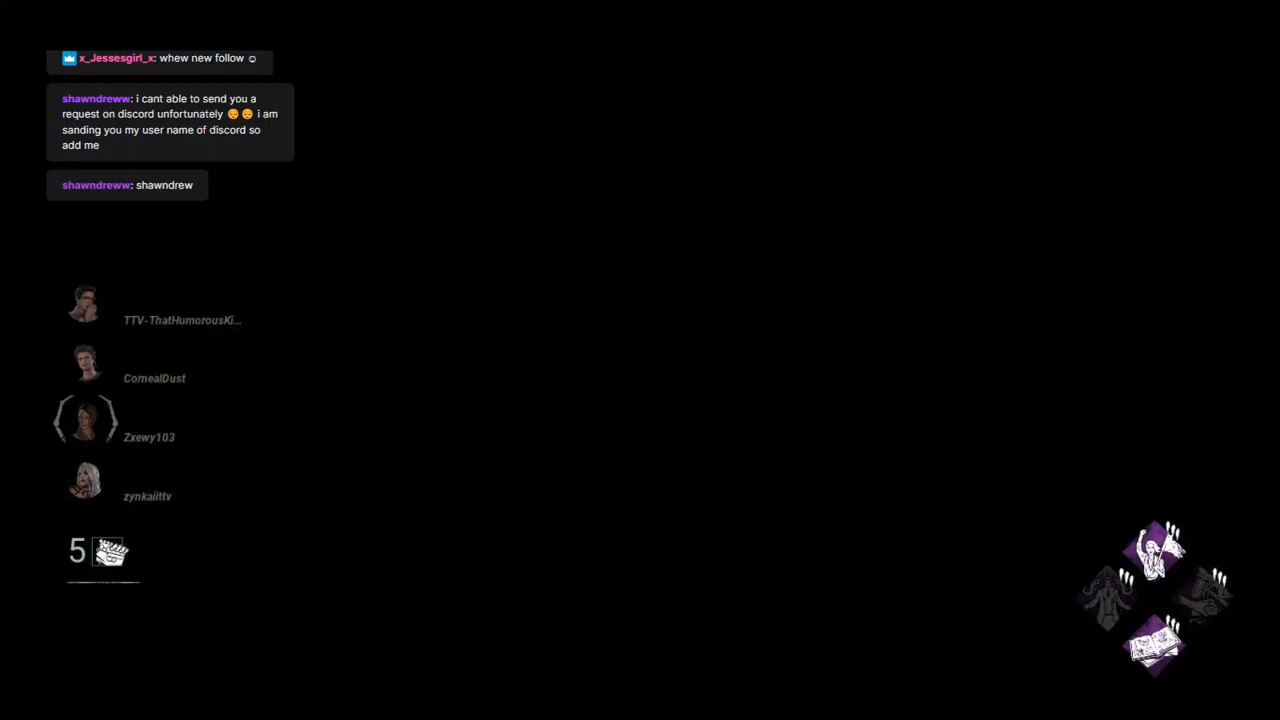 x_Jessesgirl_x: whew new follow ☺
shawndreww: i cant able to send you a
request on discord unfortunately 😔 😔 i am
sanding you my user name of discord so
add me
shawndreww: shawndrew
TTV-ThatHumorousKi...
CornealDust
Zxewy103
zynkaiittv
5